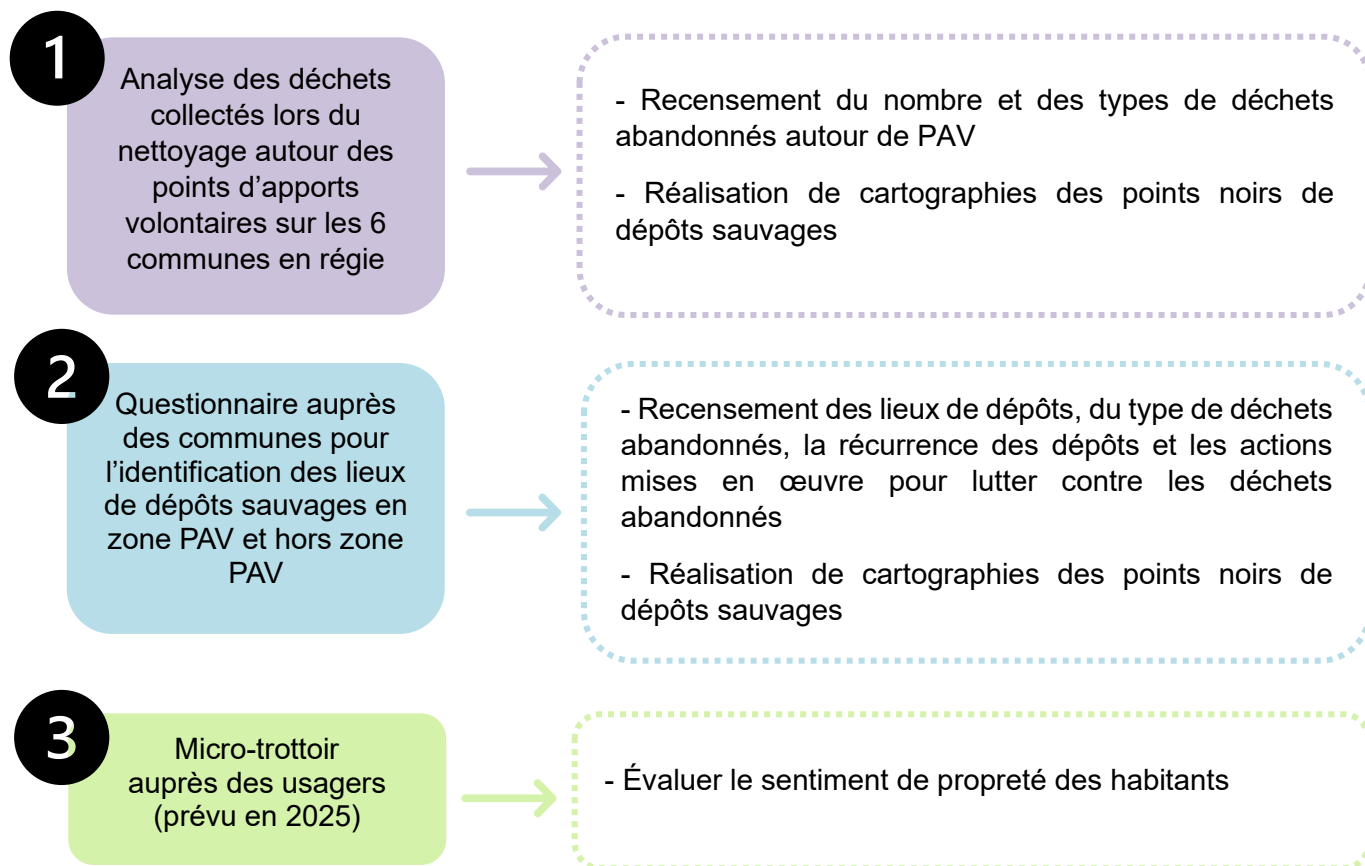 1
Analyse des déchets
collectés lors du
nettoyage autour des
points d’apports
volontaires sur les 6
communes en régie
- Recensement du nombre et des types de déchets
abandonnés autour de PAV
- Réalisation de cartographies des points noirs de
dépôts sauvages
2
Questionnaire auprès
des communes pour
l’identification des lieux
de dépôts sauvages en
zone PAV et hors zone
PAV
- Recensement des lieux de dépôts, du type de déchets
abandonnés, la récurrence des dépôts et les actions
mises en œuvre pour lutter contre les déchets
abandonnés
- Réalisation de cartographies des points noirs de
dépôts sauvages
3
Micro-trottoir
auprès des usagers
(prévu en 2025)
- Évaluer le sentiment de propreté des habitants